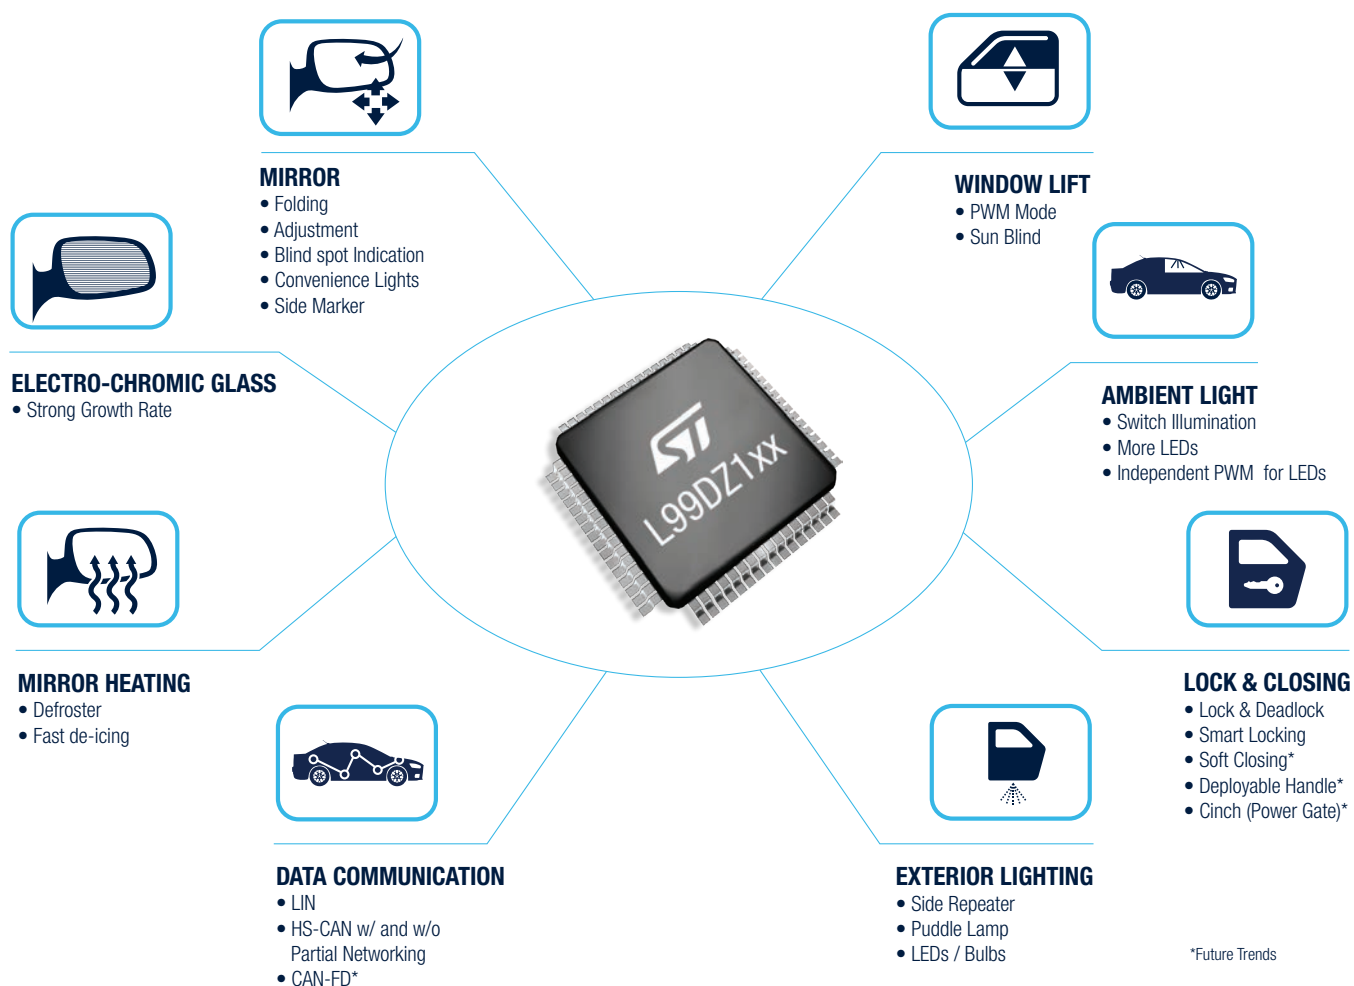 MIRROR
• Folding
• Adjustment
• Blind spot Indication
• Convenience Lights
• Side Marker
WINDOW LIFT
• PWM Mode
• Sun Blind
ELECTRO-CHROMIC GLASS
• Strong Growth Rate
AMBIENT LIGHT
• Switch Illumination
• More LEDs
• Independent PWM for LEDs
ST
L99DZ1xx
MIRROR HEATING
• Defroster
• Fast de-icing
LOCK & CLOSING
• Lock & Deadlock
• Smart Locking
• Soft Closing*
• Deployable Handle*
• Cinch (Power Gate)*
DATA COMMUNICATION
• LIN
• HS-CAN w/ and w/o
Partial Networking
• CAN-FD*
EXTERIOR LIGHTING
• Side Repeater
• Puddle Lamp
• LEDs / Bulbs
*Future Trends